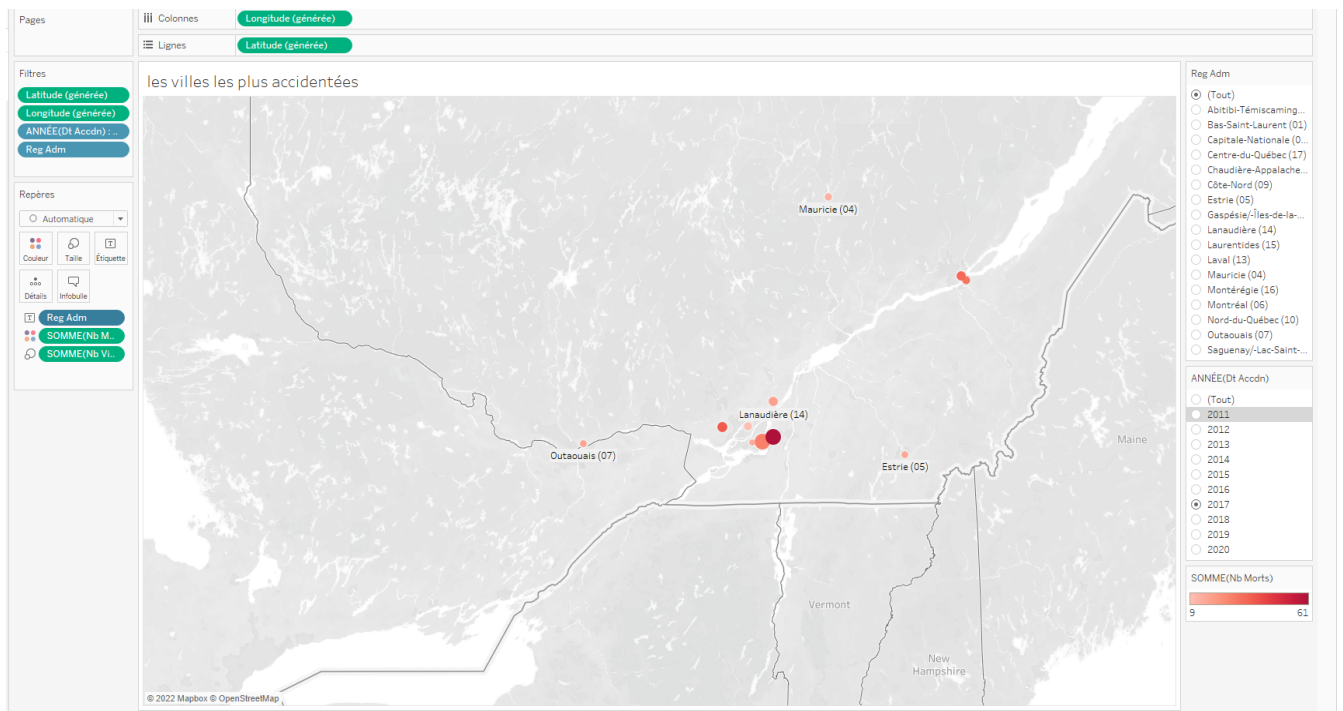 Pages
Colonnes
Longitude (générée)
Lignes
Latitude (générée)
Filtres
Latitude (générée)
Longitude (générée)
ANNÉE(Dt Accdn) : ..
Reg Adm
Repères
Automatique
Couleur
Taille
Étiquette
Détails
Infobulle
Reg Adm
SOMME(Nb M..
SOMME(Nb Vi..
les villes les plus accidentées
Mauricie (04)
Lanaudière (14)
Outaouais (07)
Estrie (05)
Maine
Vermont
New
Hampshire
© 2022 Mapbox © OpenStreetMap
Reg Adm
(Tout)
Abitibi-Témiscaming...
Bas-Saint-Laurent (01)
Capitale-Nationale (0...
Centre-du-Québec (17)
Chaudière-Appalache...
Côte-Nord (09)
Estrie (05)
Gaspésie/-Îles-de-la-...
Lanaudière (14)
Laurentides (15)
Laval (13)
Mauricie (04)
Montérégie (16)
Montréal (06)
Nord-du-Québec (10)
Outaouais (07)
Saguenay/-Lac-Saint-...
ANNÉE(Dt Accdn)
(Tout)
2011
2012
2013
2014
2015
2016
2017
2018
2019
2020
SOMME(Nb Morts)
9 61